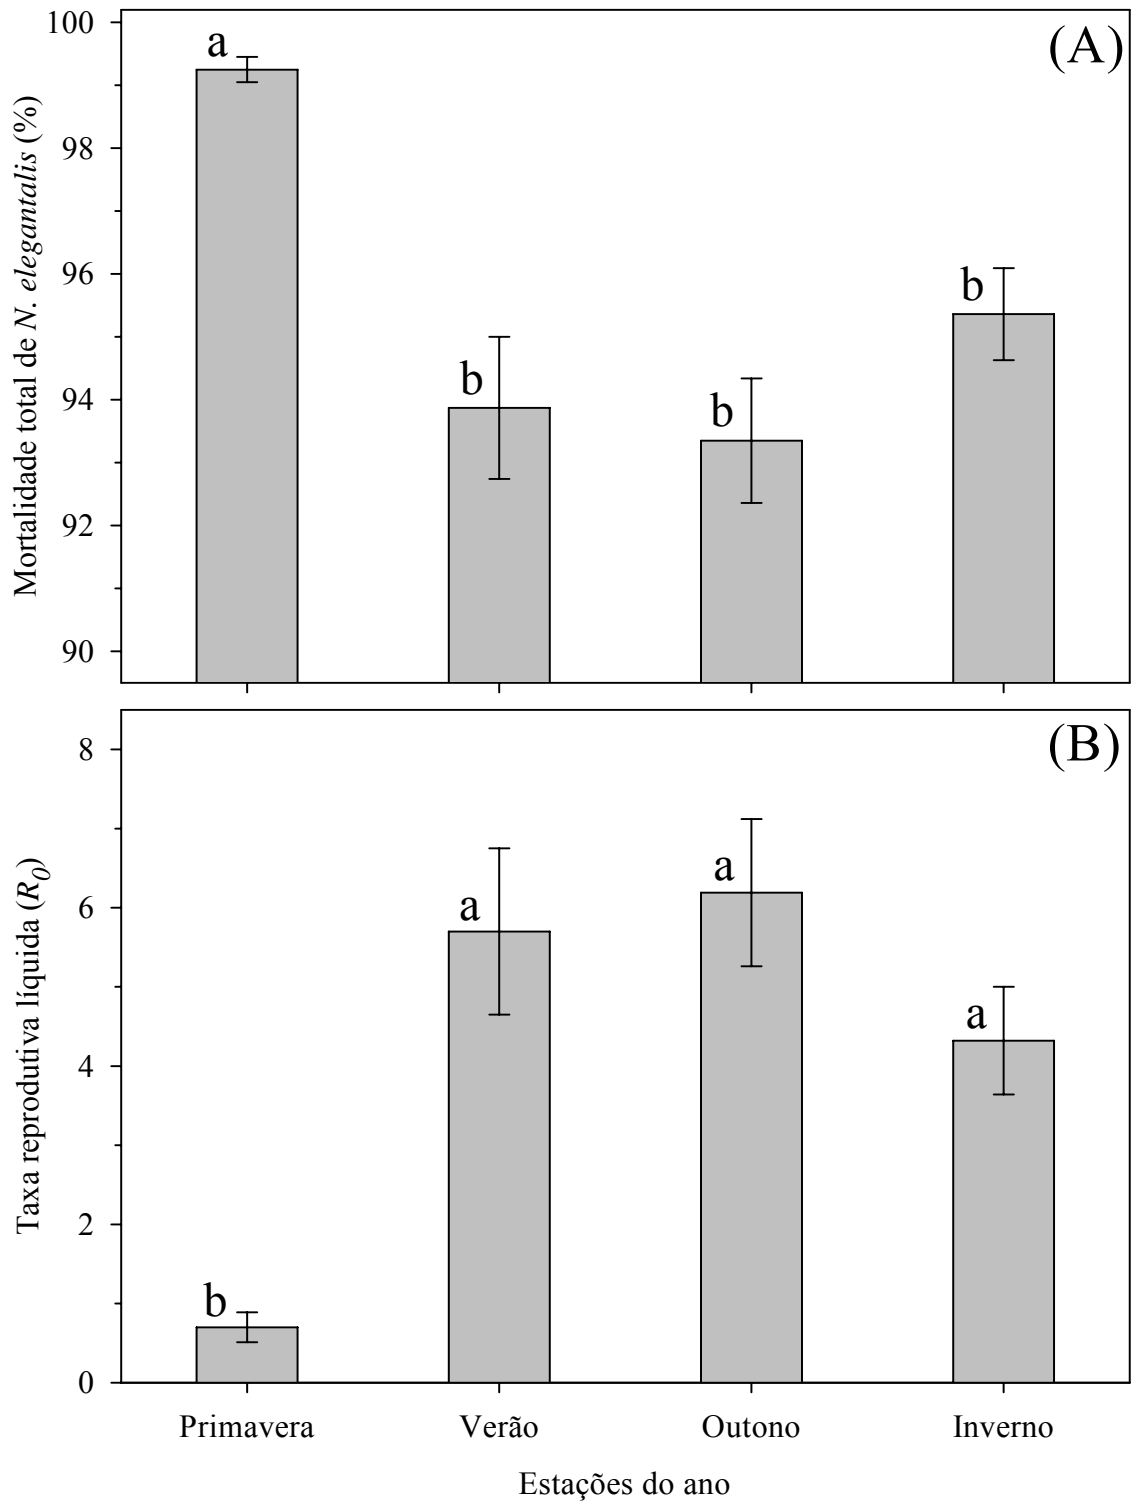 (A)
Mortalidade total de N. elegantalis (%)
100
98
96
94
92
90
a
b
b
b
(B)
Taxa reprodutiva líquida (R0)
8
6
4
2
0
b
a
a
a
Primavera
Verão
Outono
Inverno
Estações do ano